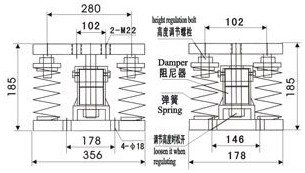 280
102
2-M22
185
178
4-φ18
356
height regulation bolt
高度调节螺栓
102
Damper
阻尼器
弹簧
Spring
185
调节高度时松开
loosen it when
regulating
146
178